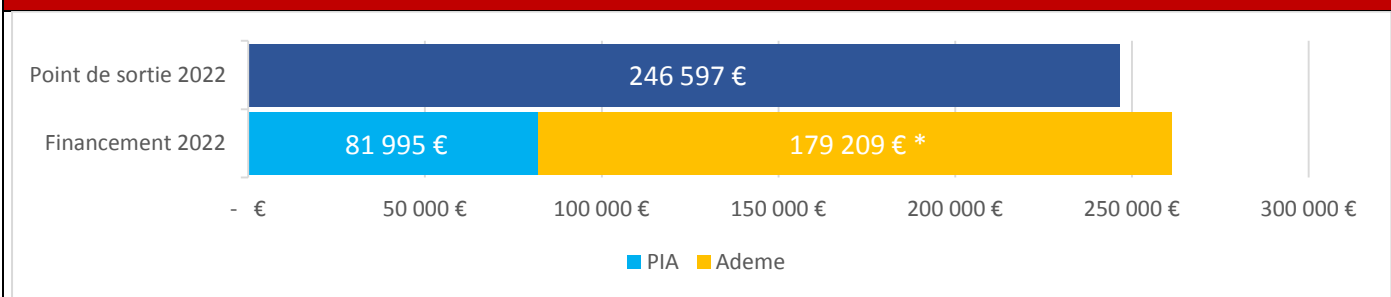 Point de sortie 2022
246 597 €
Financement 2022
81 995 €
179 209 € *
- €
50 000 €
100 000 €
150 000 €
200 000 €
250 000 €
300 000 €
PIA
Ademe